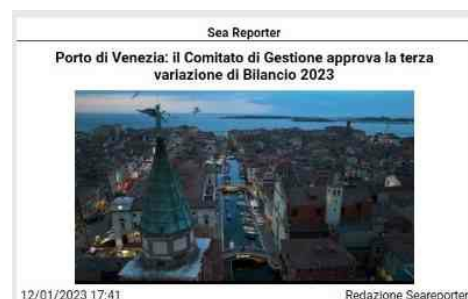 Sea Reporter
Porto di Venezia: il Comitato di Gestione approva la terza
variazione di Bilancio 2023
12/01/2023 17:41
Redazione Seareporter